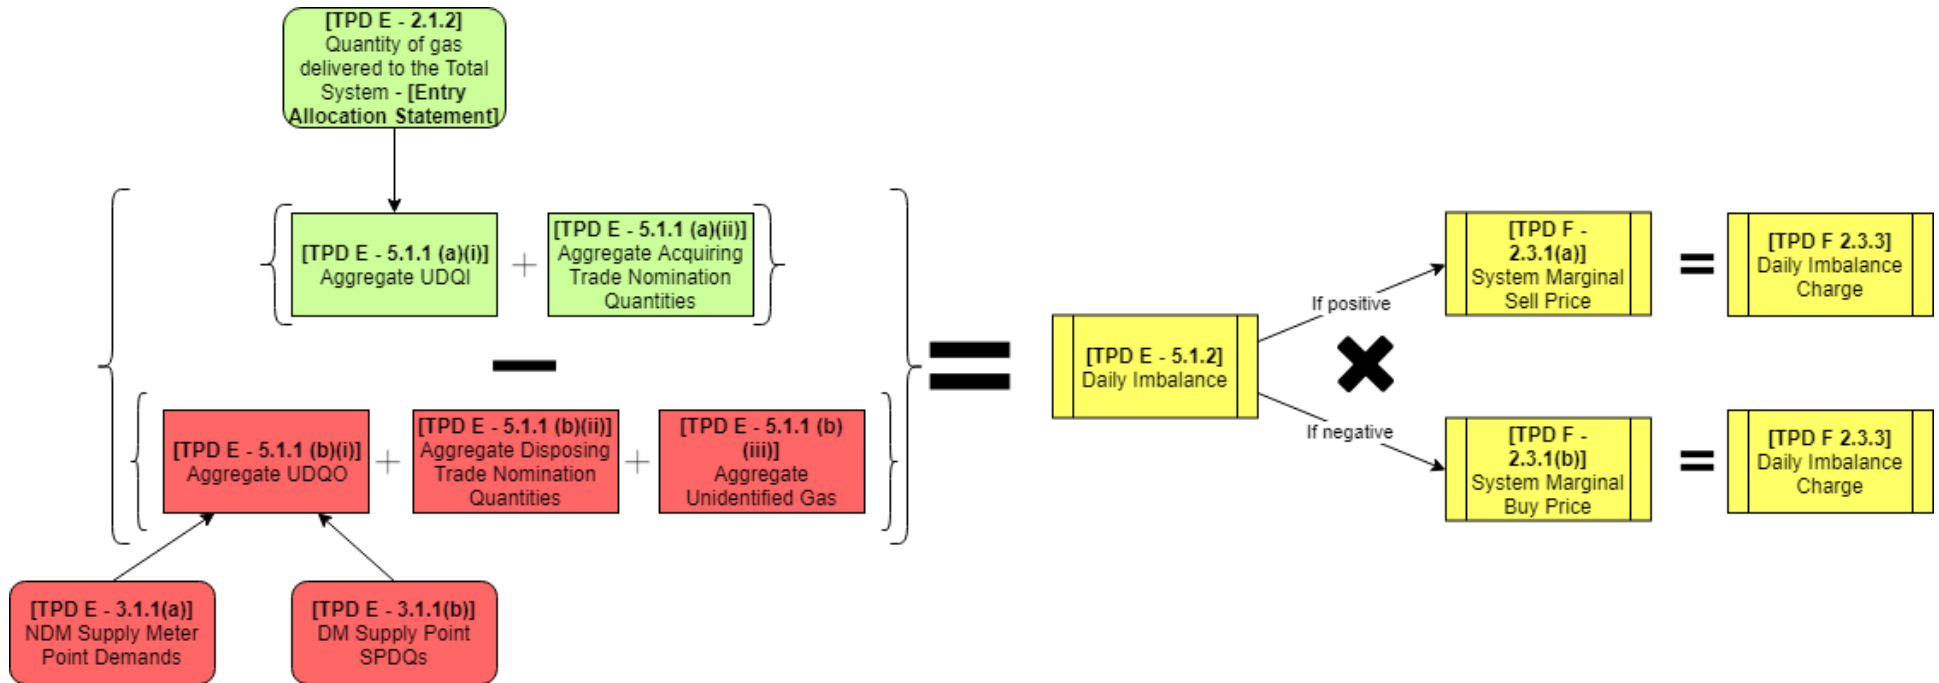 [TPD E - 2.1.2]
Quantity of gas
delivered to the Total
System - [Entry
Allocation Statement]
[TPD E - 5.1.1 (a)(i)]
Aggregate UDQI
+
[TPD E - 5.1.1 (a)(ii)]
Aggregate Acquiring
Trade Nomination
Quantities
[TPD E - 5.1.1 (b)(i)]
Aggregate UDQO
+
[TPD E - 5.1.1 (b)(ii)]
Aggregate Disposing
Trade Nomination
Quantities
+
[TPD E - 5.1.1 (b)
(iii)]
Aggregate
Unidentified Gas
[TPD E - 3.1.1(a)]
NDM Supply Meter
Point Demands
[TPD E - 3.1.1(b)]
DM Supply Point
SPDQs
[TPD E - 5.1.2]
Daily Imbalance
If positive
If negative
[TPD F -
2.3.1(a)]
System Marginal
Sell Price
=
[TPD F 2.3.3]
Daily Imbalance
Charge
[TPD F -
2.3.1(b)]
System Marginal
Buy Price
=
[TPD F 2.3.3]
Daily Imbalance
Charge